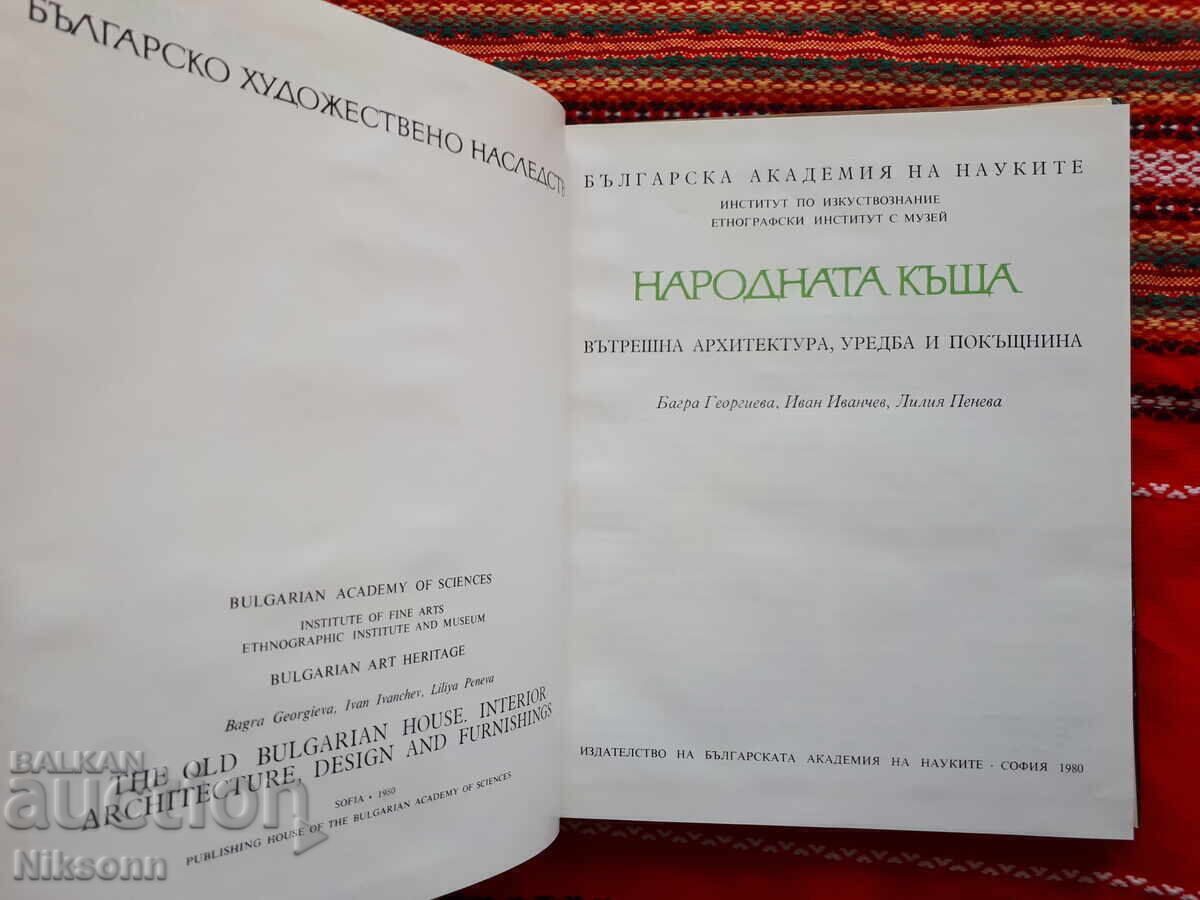 БЪЛГАРСКО ХУДОЖЕСТВЕНО НАСЛЕДСТВ
BULGARIAN ACADEMY OF SCIENCES
INSTITUTE OF FINE ARTS
ETHNOGRAPHIC INSTITUTE AND MUSEUM
BULGARIAN ART HERITAGE
Bagra Georgieva, Ivan Ivanchev, Liliya Peneva
THE OLD BULGARIAN HOUSE. INTERIOR
ARCHITECTURE, DESIGN AND FURNISHINGS
SOFIA · 1980
PUBLISHING HOUSE OF THE BULGARIAN ACADEMY OF SCIENCES
БЪЛГАРСКА АКАДЕМИЯ НА НАУКИТЕ
ИНСТИТУТ ПО ИЗКУСТВОЗНАНИЕ
ЕТНОГРАФСКИ ИНСТИТУТ С МУЗЕЙ
НАРОДНАТА КЪЩА
ВЪТРЕШНА АРХИТЕКТУРА, УРЕДБА И ПОКЪЩНИНА
Багра Георгиева, Иван Иванчев, Лилия Пенева
ИЗДАТЕЛСТВО НА БЪЛГАРСКАТА АКАДЕМИЯ НА НАУКИТЕ · СОФИЯ 1980
BALKAN
auction
Niksonn